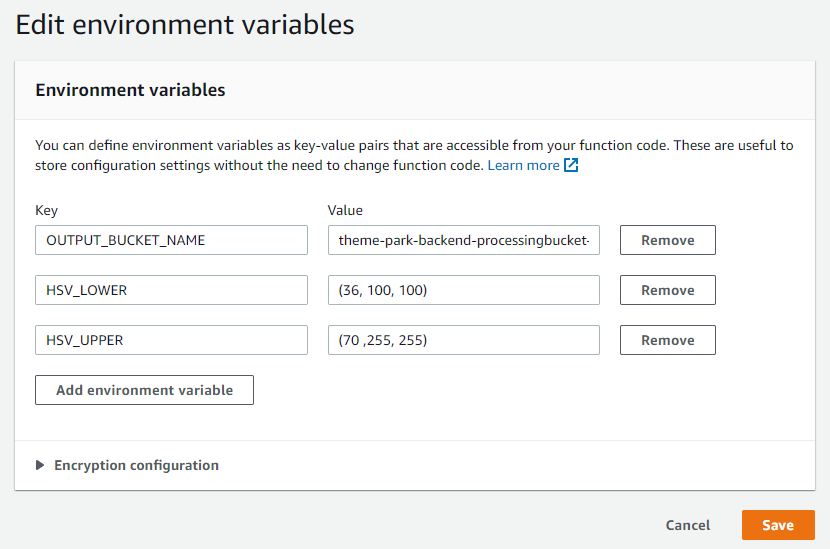 Edit environment variables
Environment variables
You can define environment variables as key-value pairs that are accessible from your function code. These are useful to
store configuration settings without the need to change function code. Learn more
Key Value
OUTPUT_BUCKET_NAME theme-park-backend-processingbucket- Remove
HSV_LOWER (36, 100, 100) Remove
HSV_UPPER (70 ,255, 255) Remove
Add environment variable
Encryption configuration
Cancel Save